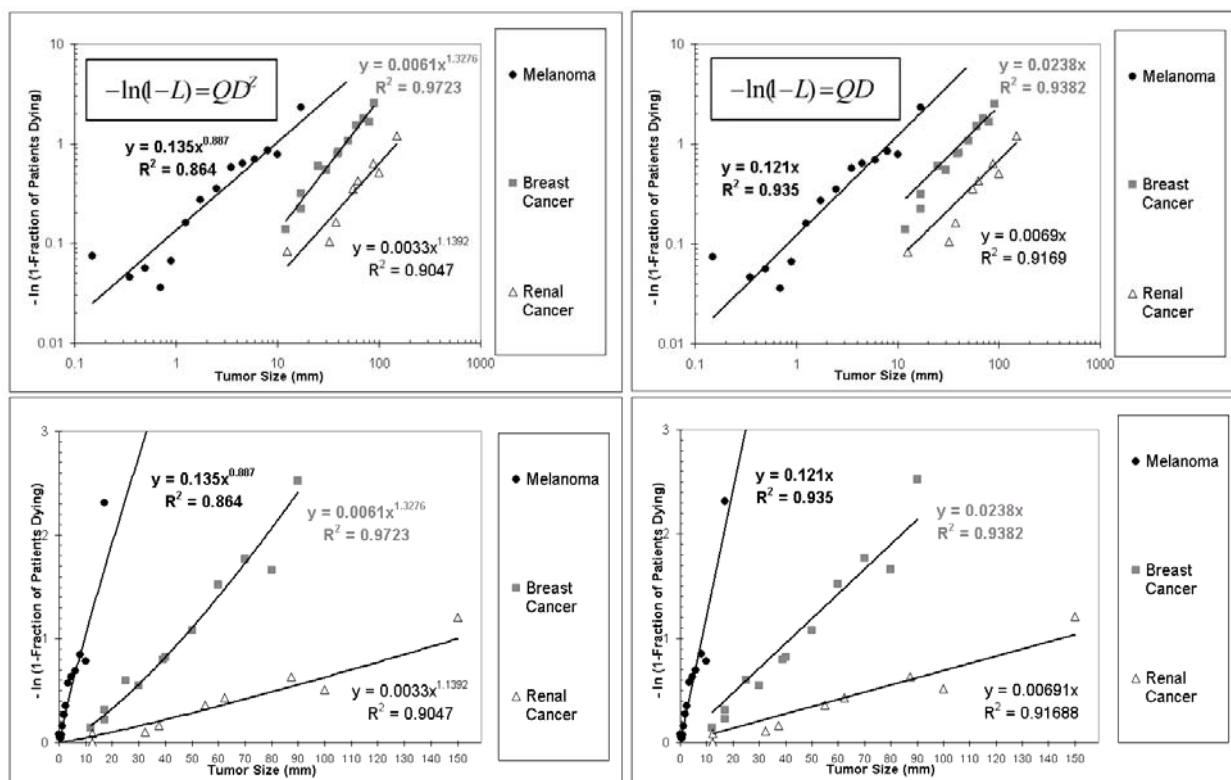 10
1
0.1
0.01
- ln (1-Fraction of Patients Dying)
−ln(1−L)=QD^Z
y = 0.0061x^1.3276
R² = 0.9723
y = 0.135x^0.887
R² = 0.864
y = 0.0033x^1.1392
R² = 0.9047
0.1 1 10 100 1000
Tumor Size (mm)
Melanoma
Breast
Cancer
Renal
Cancer
10
1
0.1
0.01
- ln (1-Fraction of Patients Dying)
−ln(1−L)=QD
y = 0.0238x
R² = 0.9382
y = 0.121x
R² = 0.935
y = 0.0069x
R² = 0.9169
0.1 1 10 100 1000
Tumor Size (mm)
Melanoma
Breast
Cancer
Renal
Cancer
3
2
1
0
- ln (1-Fraction of Patients Dying)
y = 0.135x^0.887
R² = 0.864
y = 0.0061x^1.3276
R² = 0.9723
y = 0.0033x^1.1392
R² = 0.9047
0 10 20 30 40 50 60 70 80 90 100 110 120 130 140 150
Tumor Size (mm)
Melanoma
Breast
Cancer
Renal
Cancer
3
2
1
0
- ln (1-Fraction of Patients Dying)
y = 0.121x
R² = 0.935
y = 0.0238x
R² = 0.9382
y = 0.00691x
R² = 0.91688
0 10 20 30 40 50 60 70 80 90 100 110 120 130 140 150
Tumor Size (mm)
Melanoma
Breast
Cancer
Renal
Cancer